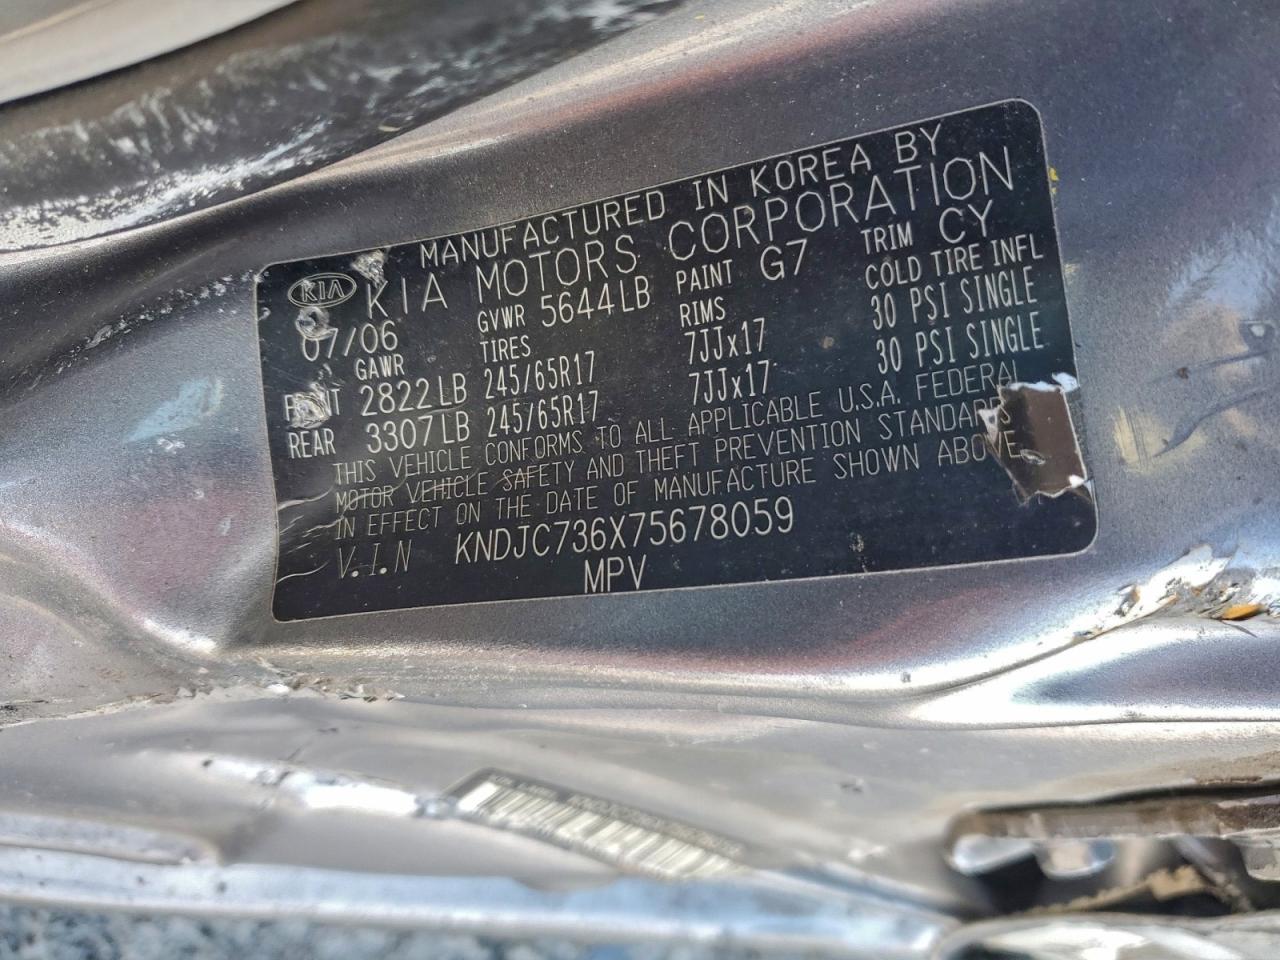 MANUFACTURED IN KOREA BY
KIA KIA MOTORS CORPORATION
07/06 GVWR 5644LB PAINT G7 TRIM CY
GAWR TIRES RIMS COLD TIRE INFL
FRONT 2822LB 245/65R17 7JJx17 30 PSI SINGLE
REAR 3307LB 245/65R17 7JJx17 30 PSI SINGLE
THIS VEHICLE CONFORMS TO ALL APPLICABLE U.S.A. FEDERAL
MOTOR VEHICLE SAFETY AND THEFT PREVENTION STANDARDS
IN EFFECT ON THE DATE OF MANUFACTURE SHOWN ABOVE
V.I.N KNDJC736X75678059
MPV